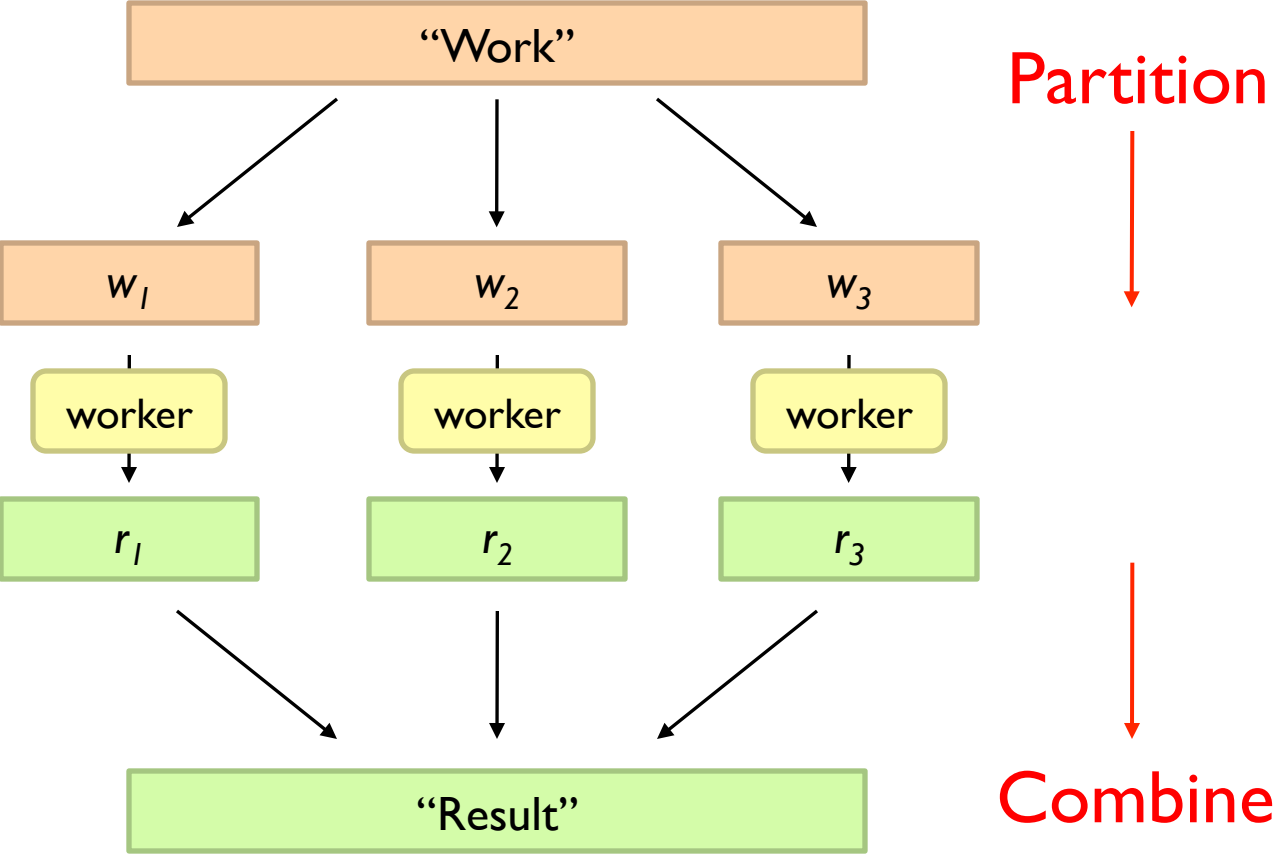 “Work”
Partition
w1 w2 w3
worker worker worker
r1 r2 r3
“Result”
Combine